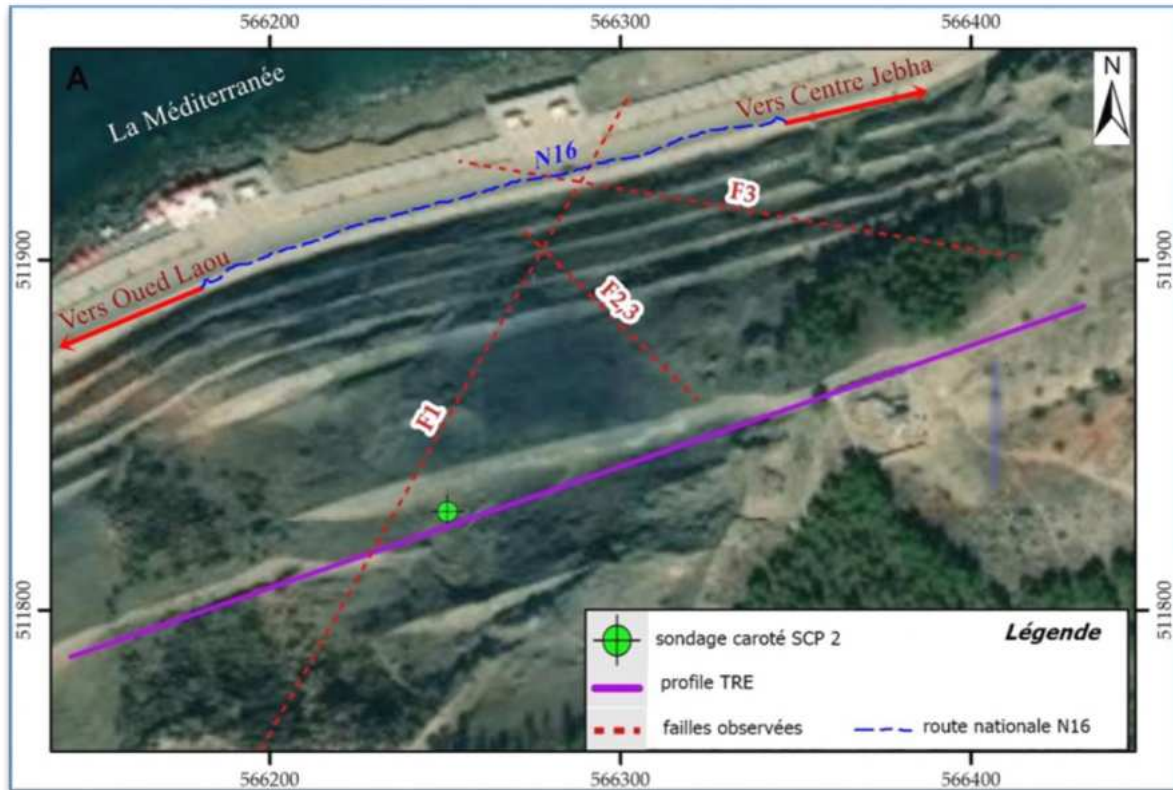 566200 566300 566400
A
La Méditerranée
N
Vers Centre Jebha
N16
F3
511900 511900
Vers Oued Laou
F2,3
F1
511800 511800
Légende
sondage caroté SCP 2
profile TRE
failles observées
route nationale N16
566200 566300 566400